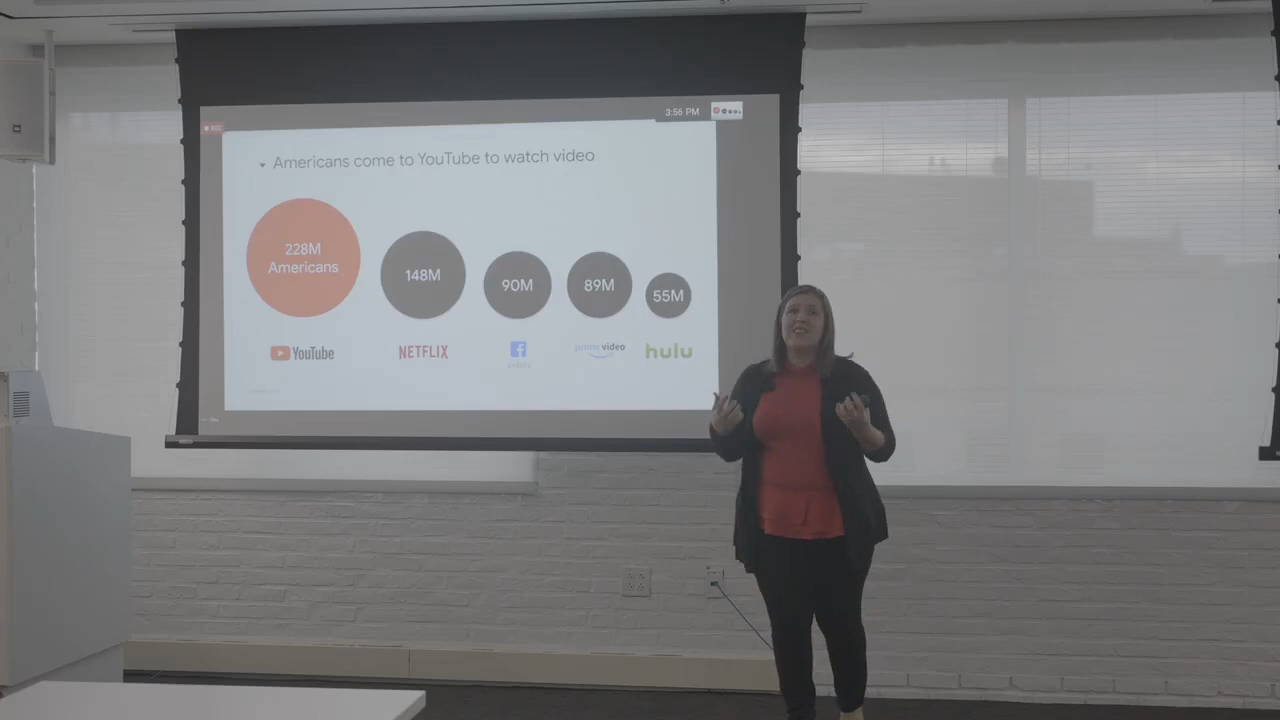 3:56 PM
REC
Americans come to YouTube to watch video
228M
Americans
148M
90M
89M
55M
YouTube
NETFLIX
prime video
hulu